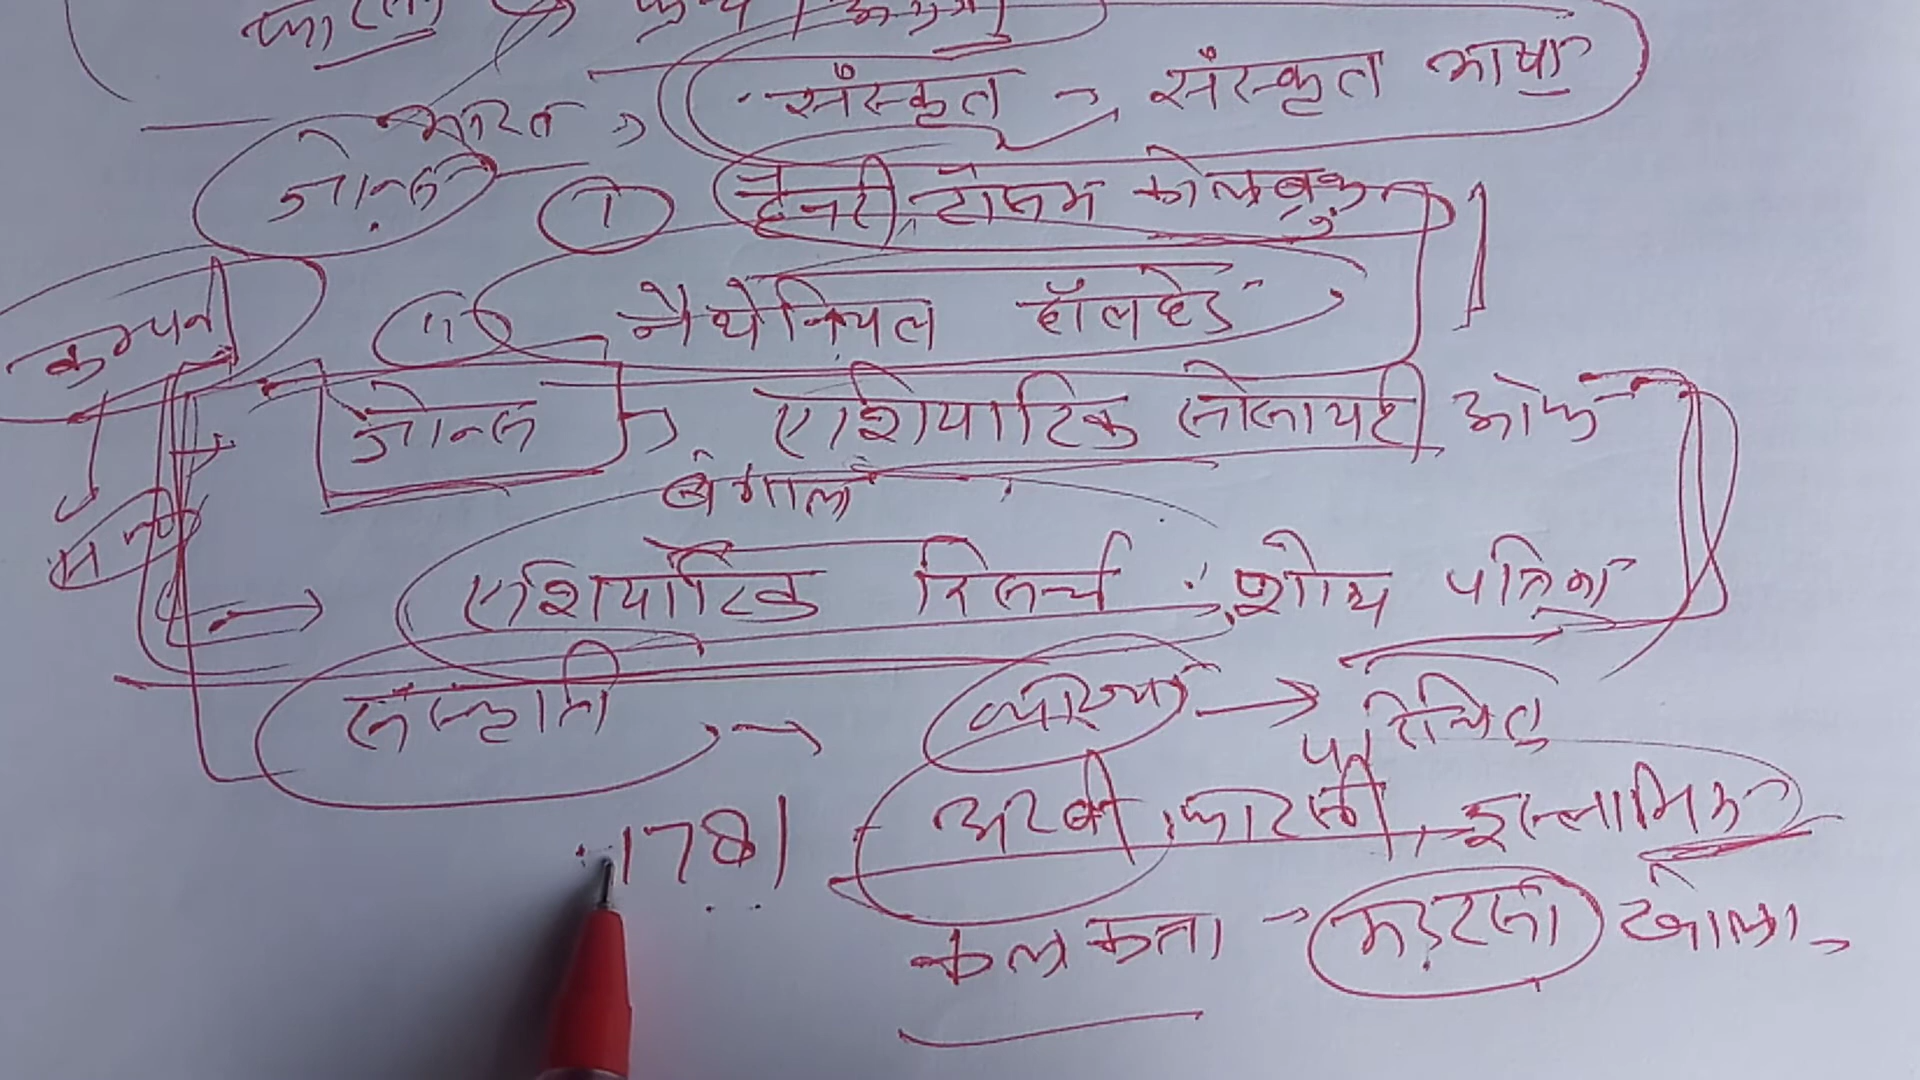 संस्कृत → संस्कृत भाषा
भारत →
जोन्स
हेनरी टॉमस कोलब्रुक
कम्पनी
नैथेनियल हॉलहेड
जोन्स → एशियाटिक सोसायटी ऑफ
बंगाल
एशियाटिक रिसर्च : शोध पत्रिका
संस्कृति →
परिचित
1781 अरबी, फारसी, इस्लामिक
कलकत्ता → मदरसा खोला